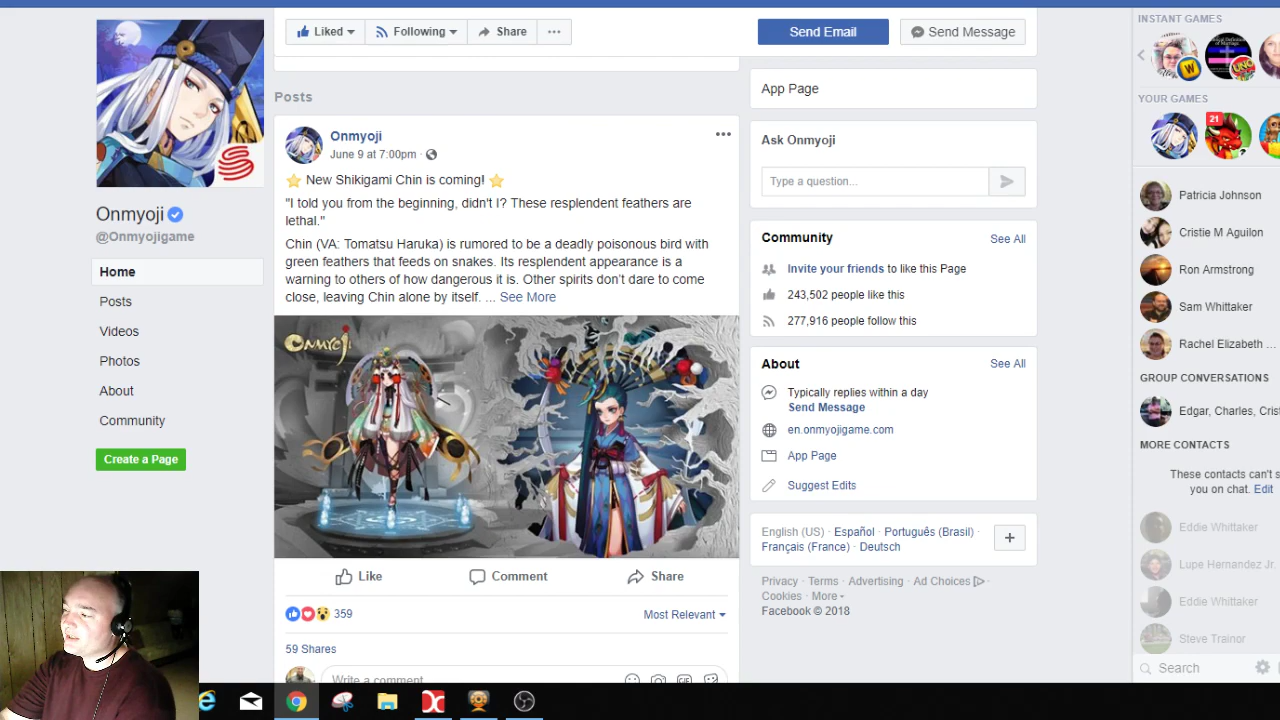 Liked
Following
Share
Send Email
Send Message
INSTANT GAMES
W
UNO
YOUR GAMES
21
Onmyoji
@Onmyojigame
Home
Posts
Videos
Photos
About
Community
Create a Page
Posts
Onmyoji
June 9 at 7:00pm ·
New Shikigami Chin is coming!
"I told you from the beginning, didn't I? These resplendent feathers are
lethal."
Chin (VA: Tomatsu Haruka) is rumored to be a deadly poisonous bird with
green feathers that feeds on snakes. Its resplendent appearance is a
warning to others of how dangerous it is. Other spirits don't dare to come
close, leaving Chin alone by itself. ... See More
ONMYOJI
Like
Comment
Share
359
Most Relevant
59 Shares
Write a comment...
GIF
App Page
Ask Onmyoji
Type a question...
Community
See All
Invite your friends to like this Page
243,502 people like this
277,916 people follow this
About
See All
Typically replies within a day
Send Message
en.onmyojigame.com
App Page
Suggest Edits
English (US) · Español · Português (Brasil) ·
Français (France) · Deutsch
Privacy · Terms · Advertising · Ad Choices ·
Cookies · More
Facebook © 2018
Patricia Johnson
Cristie M Aguilon
Ron Armstrong
Sam Whittaker
Rachel Elizabeth ...
GROUP CONVERSATIONS
Edgar, Charles, Crist
MORE CONTACTS
These contacts can't s
you on chat. Edit
Eddie Whittaker
Lupe Hernandez Jr.
Eddie Whittaker
Steve Trainor
Search